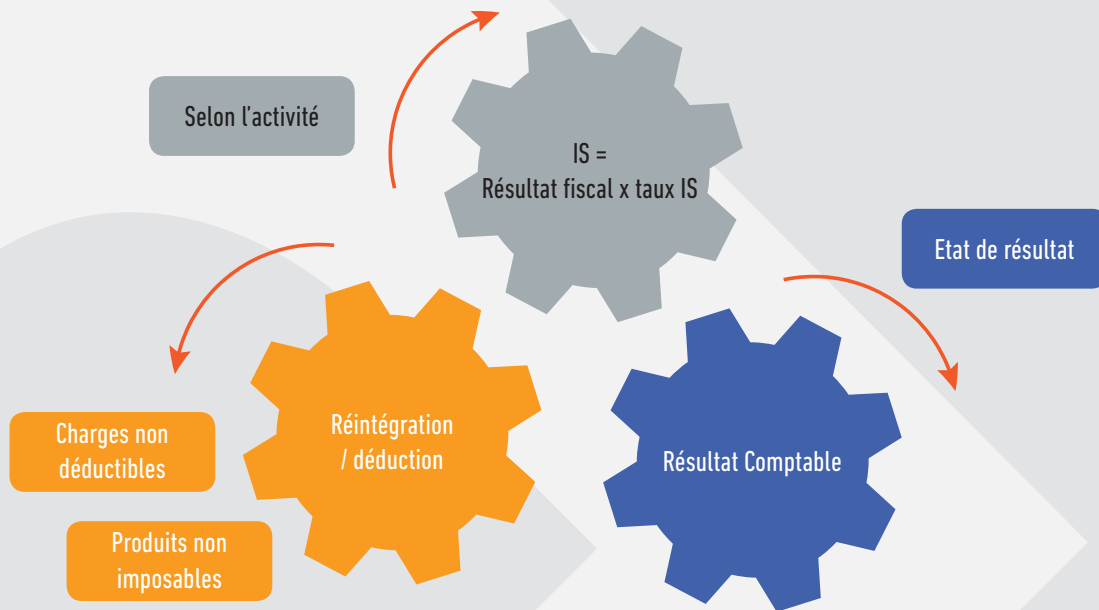 Selon l'activité
IS =
Résultat fiscal x taux IS
Etat de résultat
Réintégration
/ déduction
Charges non
déductibles
Produits non
imposables
Résultat Comptable